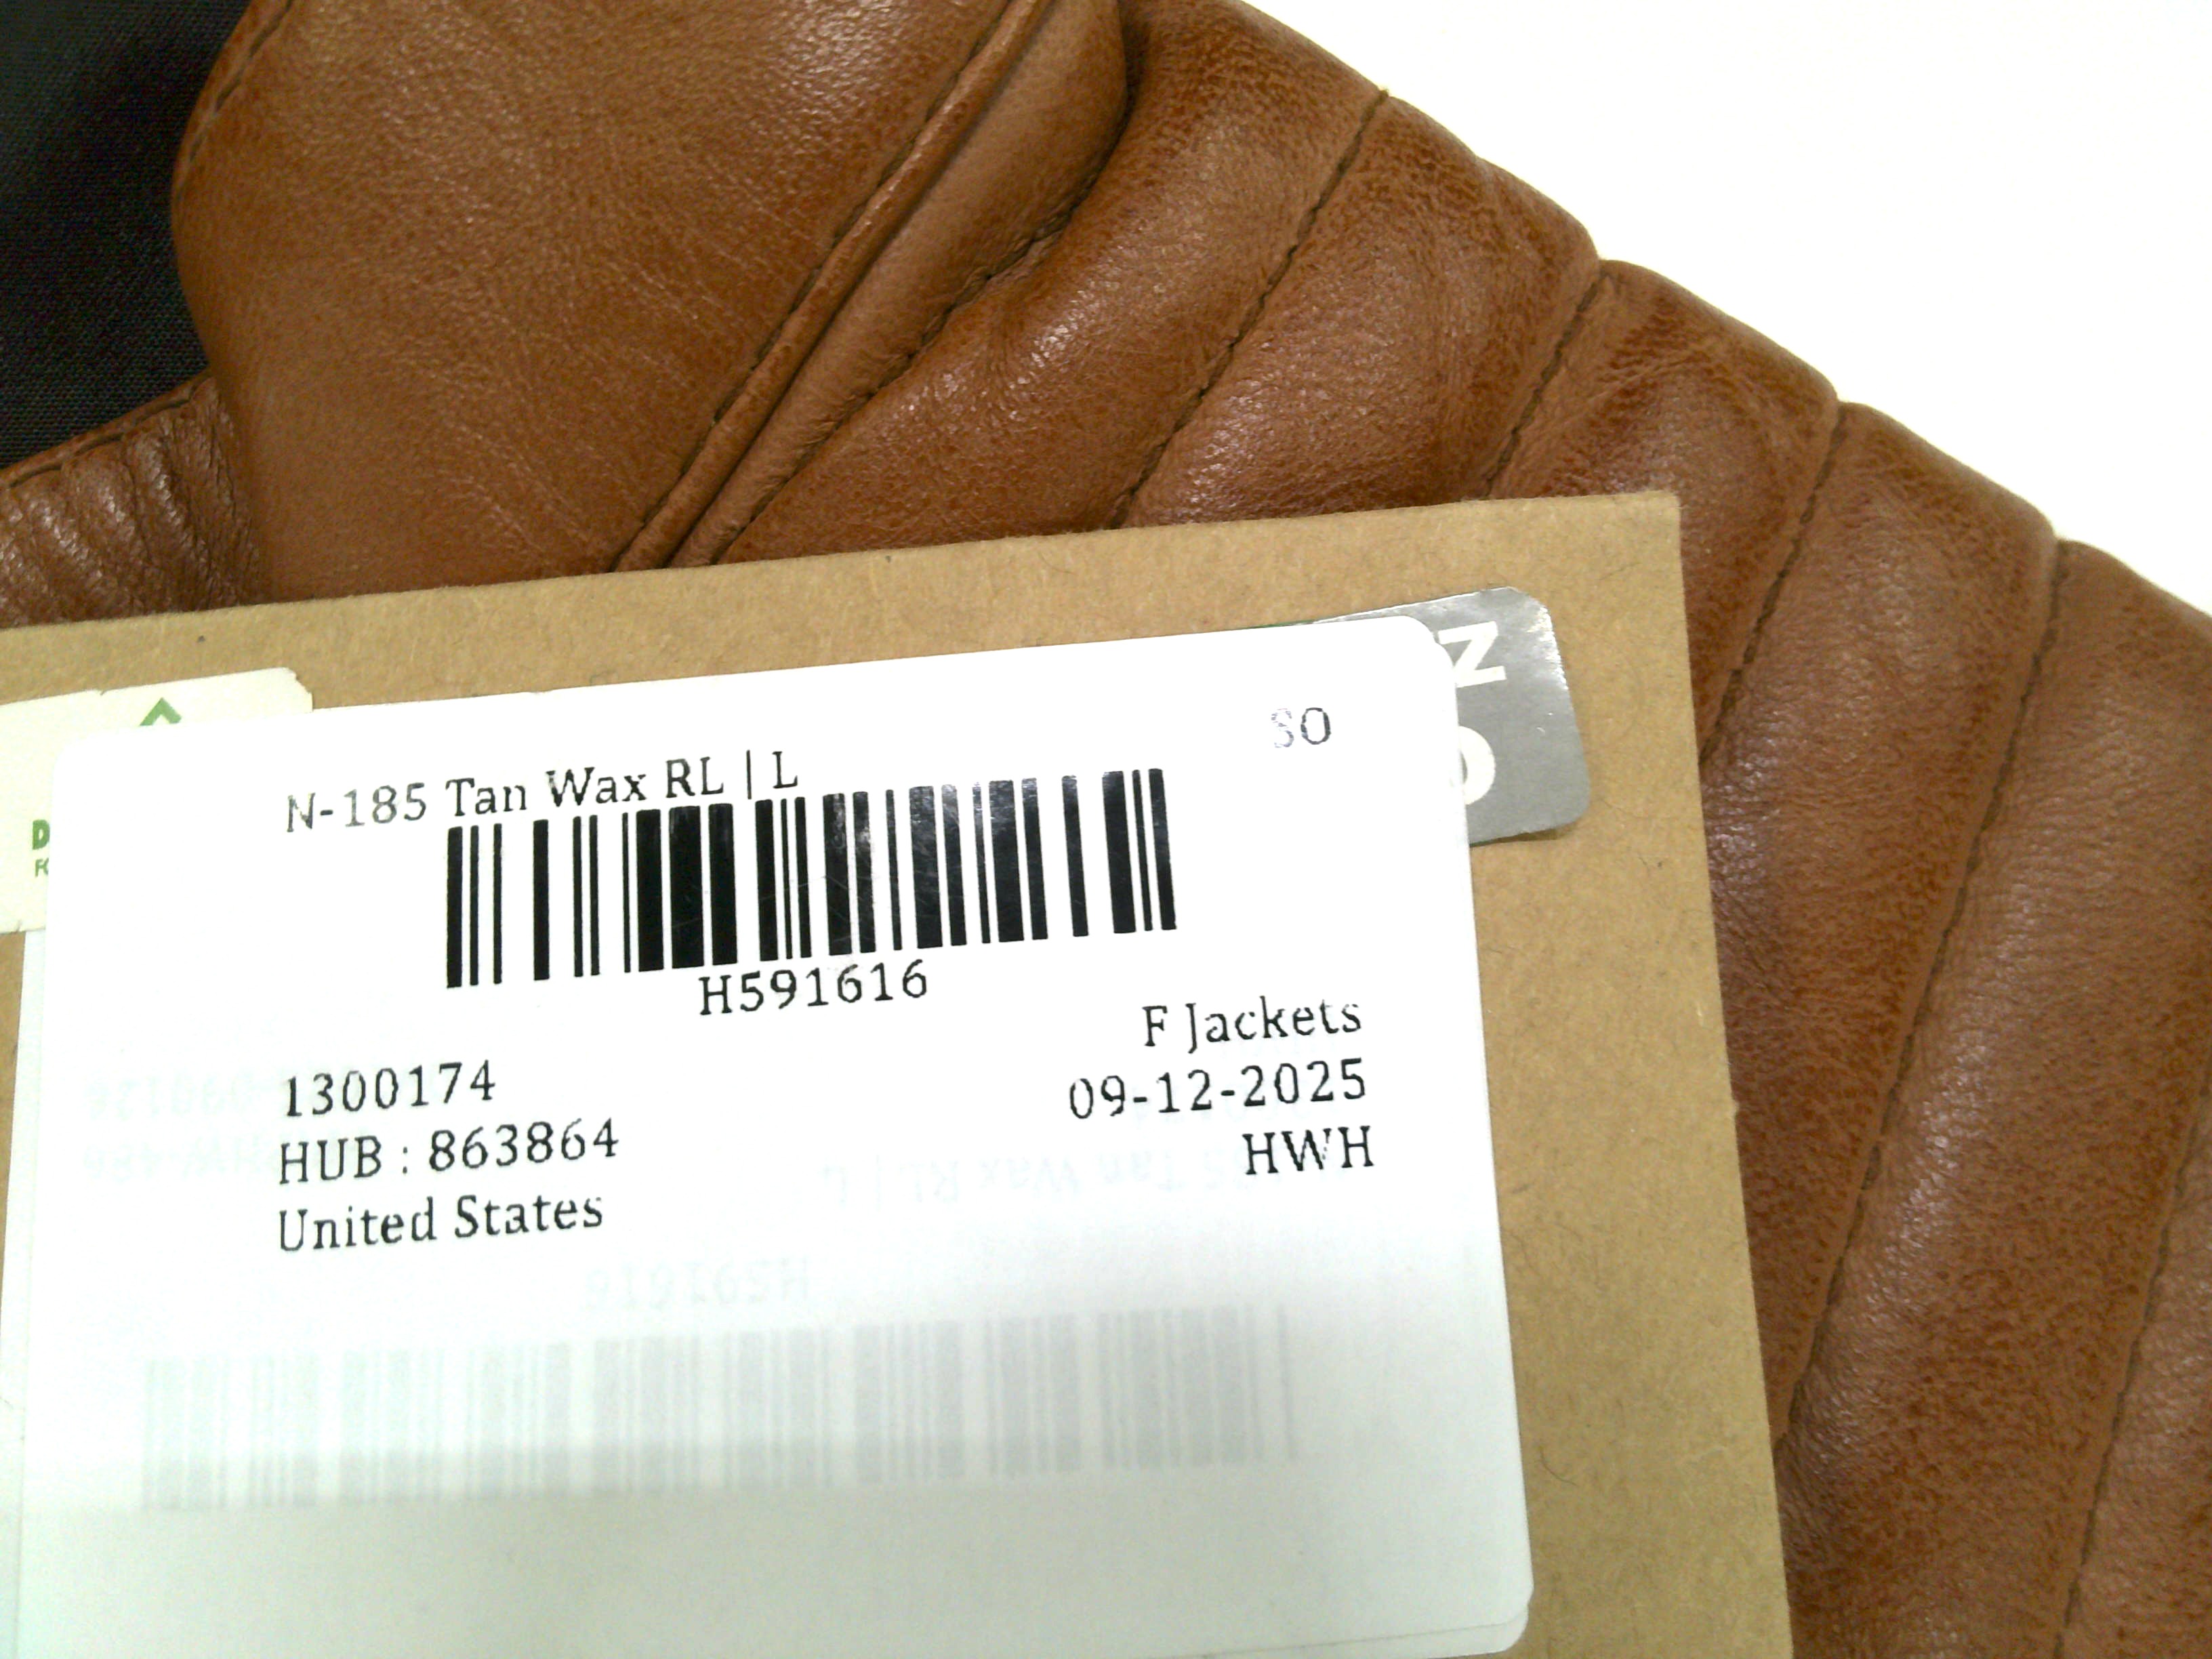 SO
N-185 Tan Wax RL | L
H591616
F Jackets
1300174
09-12-2025
HUB : 863864
HWH
United States